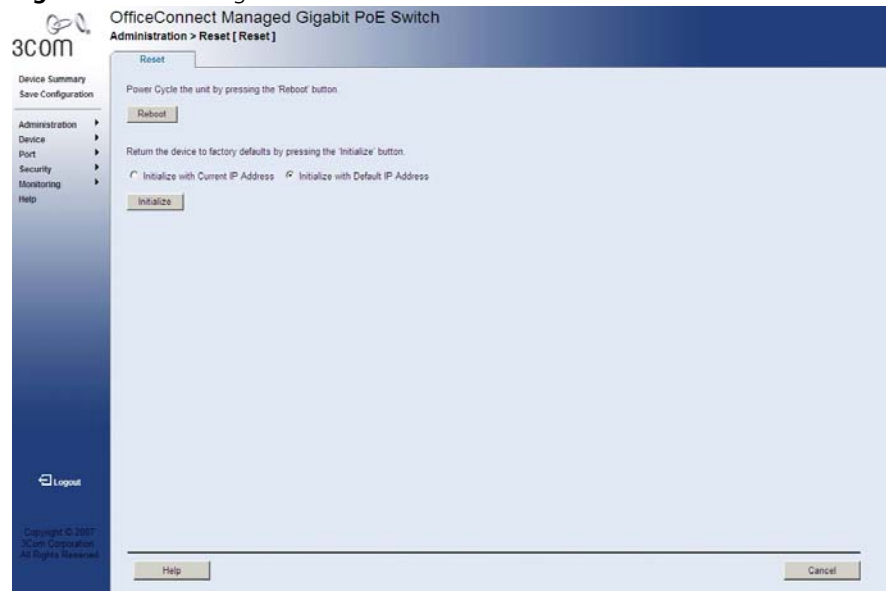 OfficeConnect Managed Gigabit PoE Switch
Administration > Reset [ Reset ]
3COM
Reset
Device Summary
Save Configuration
Administration
Device
Port
Security
Monitoring
Help
Power Cycle the unit by pressing the 'Reboot' button.
Reboot
Return the device to factory defaults by pressing the 'Initialize' button.
Initialize with Current IP Address Initialize with Default IP Address
Initialize
Logout
Copyright © 2007
3Com Corporation
All Rights Reserved
Help Cancel